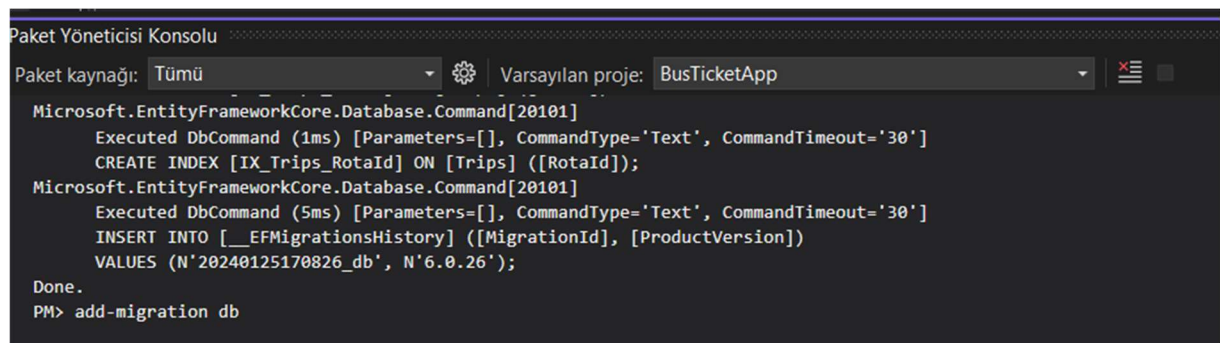 Paket Yöneticisi Konsolu
Paket kaynağı: Tümü Varsayılan proje: BusTicketApp
Microsoft.EntityFrameworkCore.Database.Command[20101]
Executed DbCommand (1ms) [Parameters=[], CommandType='Text', CommandTimeout='30']
CREATE INDEX [IX_Trips_RotaId] ON [Trips] ([RotaId]);
Microsoft.EntityFrameworkCore.Database.Command[20101]
Executed DbCommand (5ms) [Parameters=[], CommandType='Text', CommandTimeout='30']
INSERT INTO [__EFMigrationsHistory] ([MigrationId], [ProductVersion])
VALUES (N'20240125170826_db', N'6.0.26');
Done.
PM> add-migration db